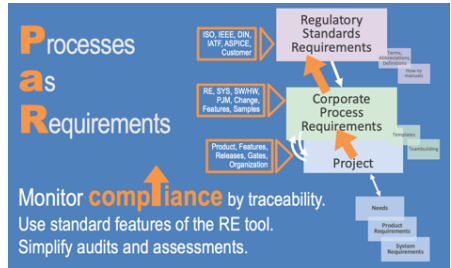 Processes
as
Requirements
ISO, IEEE, DIN,
IATF, ASPICE,
Customer
Regulatory
Standards
Requirements
Terms,
Abbreviations,
Definitions
How-to
manuals
RE, SYS, SW/HW,
PJM, Change,
Features, Samples
Corporate
Process
Requirements
Templates
Teambuilding
Product, Features,
Releases, Gates,
Organization
Project
Monitor compliance by traceability.
Use standard features of the RE tool.
Simplify audits and assessments.
Needs
Product
Requirements
System
Requirements